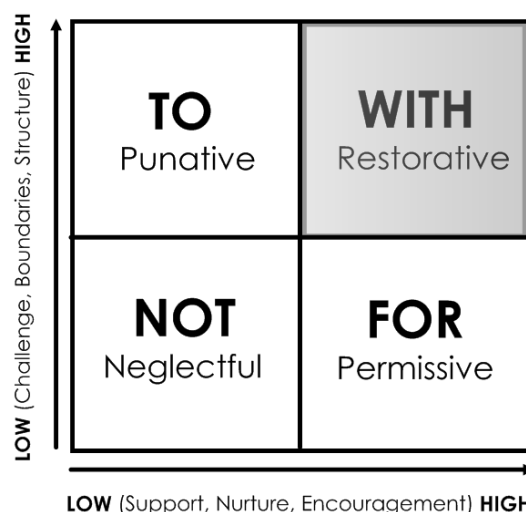 LOW (Challenge, Boundaries, Structure) HIGH
TO
Punative
WITH
Restorative
NOT
Neglectful
FOR
Permissive
LOW (Support, Nurture, Encouragement) HIGH